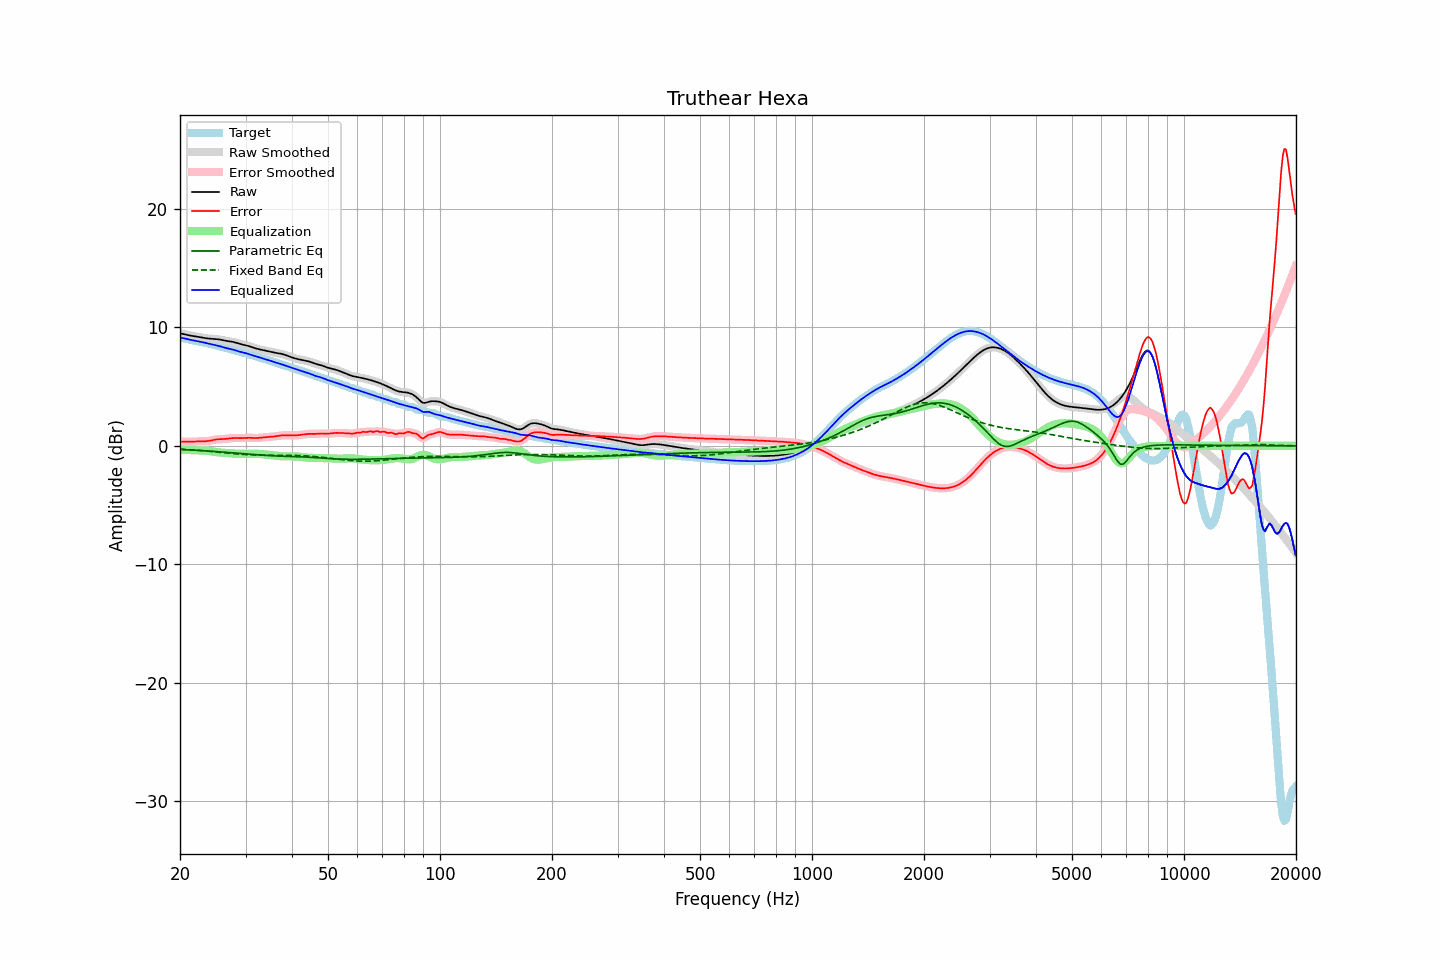 Truthear Hexa
Target
Raw Smoothed
Error Smoothed
Raw
Error
Equalization
Parametric Eq
Fixed Band Eq
Equalized
20
10
0
−10
−20
−30
Amplitude (dBr)
20
50
100
200
500
1000
2000
5000
10000
20000
Frequency (Hz)